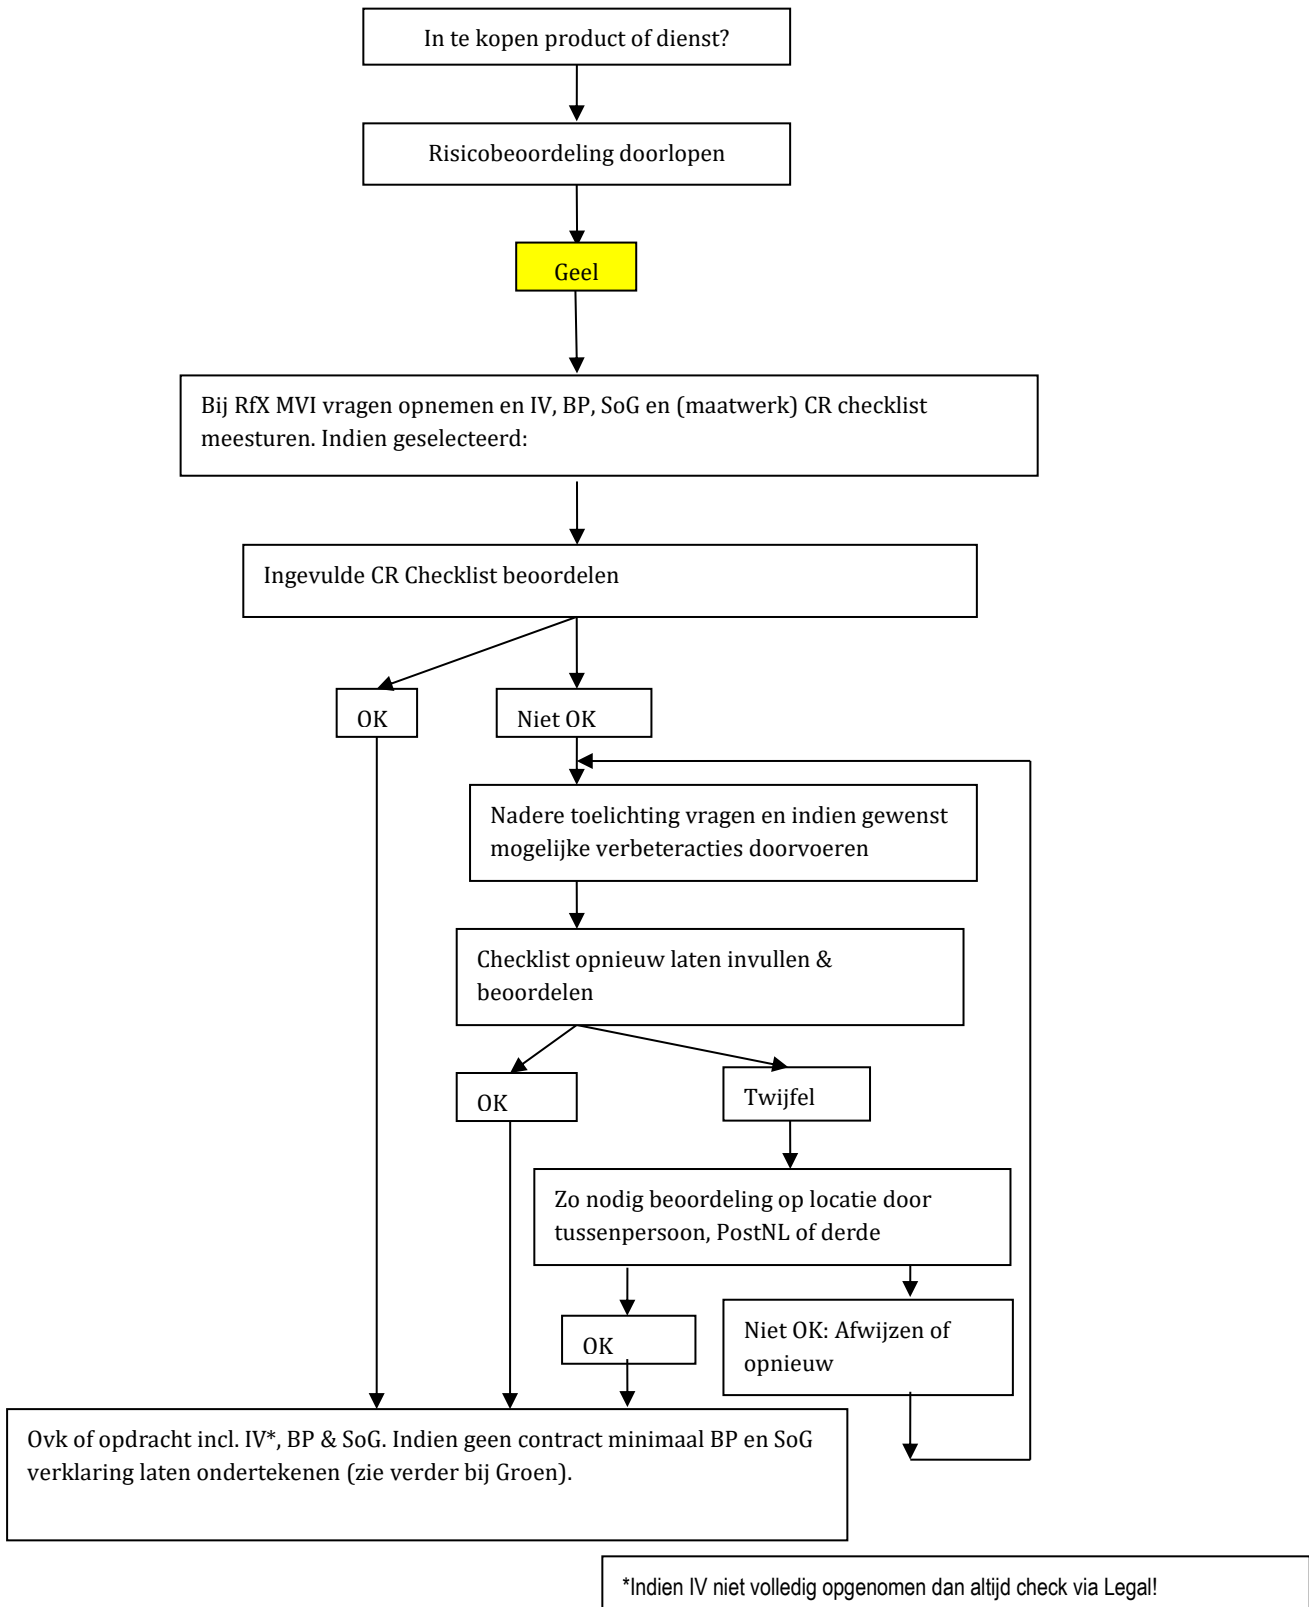 In te kopen product of dienst?
Risicobeoordeling doorlopen
Geel
Bij RfX MVI vragen opnemen en IV, BP, SoG en (maatwerk) CR checklist
meesturen. Indien geselecteerd:
Ingevulde CR Checklist beoordelen
OK
Niet OK
Nadere toelichting vragen en indien gewenst
mogelijke verbeteracties doorvoeren
Checklist opnieuw laten invullen &
beoordelen
OK
Twijfel
Zo nodig beoordeling op locatie door
tussenpersoon, PostNL of derde
OK
Niet OK: Afwijzen of
opnieuw
Ovk of opdracht incl. IV*, BP & SoG. Indien geen contract minimaal BP en SoG
verklaring laten ondertekenen (zie verder bij Groen).
*Indien IV niet volledig opgenomen dan altijd check via Legal!